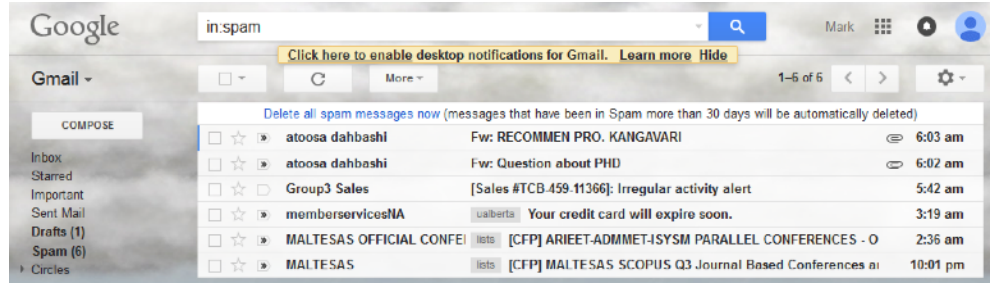 Google in:spam Mark
Click here to enable desktop notifications for Gmail. Learn more Hide
Gmail More 1–6 of 6
Delete all spam messages now (messages that have been in Spam more than 30 days will be automatically deleted)
COMPOSE
Inbox
Starred
Important
Sent Mail
Drafts (1)
Spam (6)
Circles
atoosa dahbashi Fw: RECOMMEN PRO. KANGAVARI 6:03 am
atoosa dahbashi Fw: Question about PHD 6:02 am
Group3 Sales [Sales #TCB-459-11366]: Irregular activity alert 5:42 am
memberservicesNA ualberta Your credit card will expire soon. 3:19 am
MALTESAS OFFICIAL CONFE lists [CFP] ARIEET-ADMMET-ISYSM PARALLEL CONFERENCES - O 2:36 am
MALTESAS lists [CFP] MALTESAS SCOPUS Q3 Journal Based Conferences a 10:01 pm